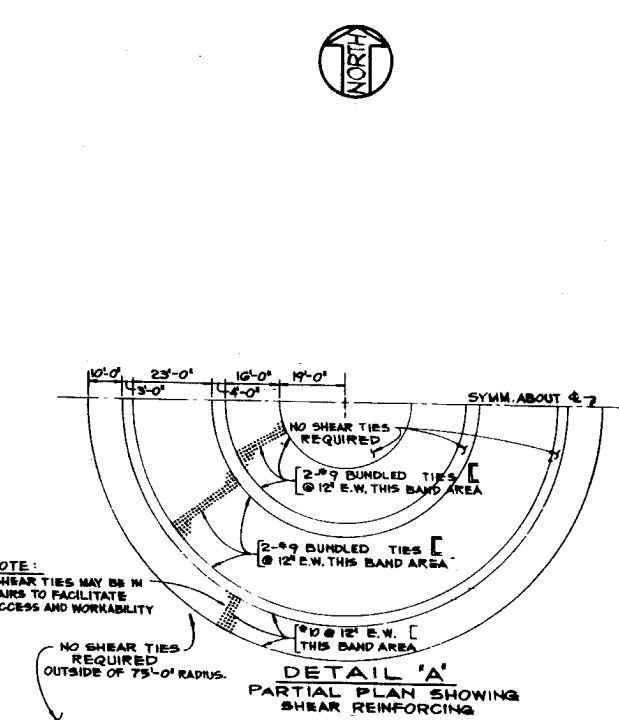 NORTH
10'-0" 23'-0" 16'-0" 19'-0"
3'-0" 4'-0"
SYMM. ABOUT ℄
NO SHEAR TIES
REQUIRED
2-#9 BUNDLED TIES [
@ 12" E.W. THIS BAND AREA
2-#9 BUNDLED TIES [
@ 12" E.W. THIS BAND AREA
OTE:
HEAR TIES MAY BE IN
AIRS TO FACILITATE
CCESS AND WORKABILITY
#10 @ 12" E.W. [
THIS BAND AREA
NO SHEAR TIES
REQUIRED
OUTSIDE OF 75'-0" RADIUS.
DETAIL "A"
PARTIAL PLAN SHOWING
SHEAR REINFORCING